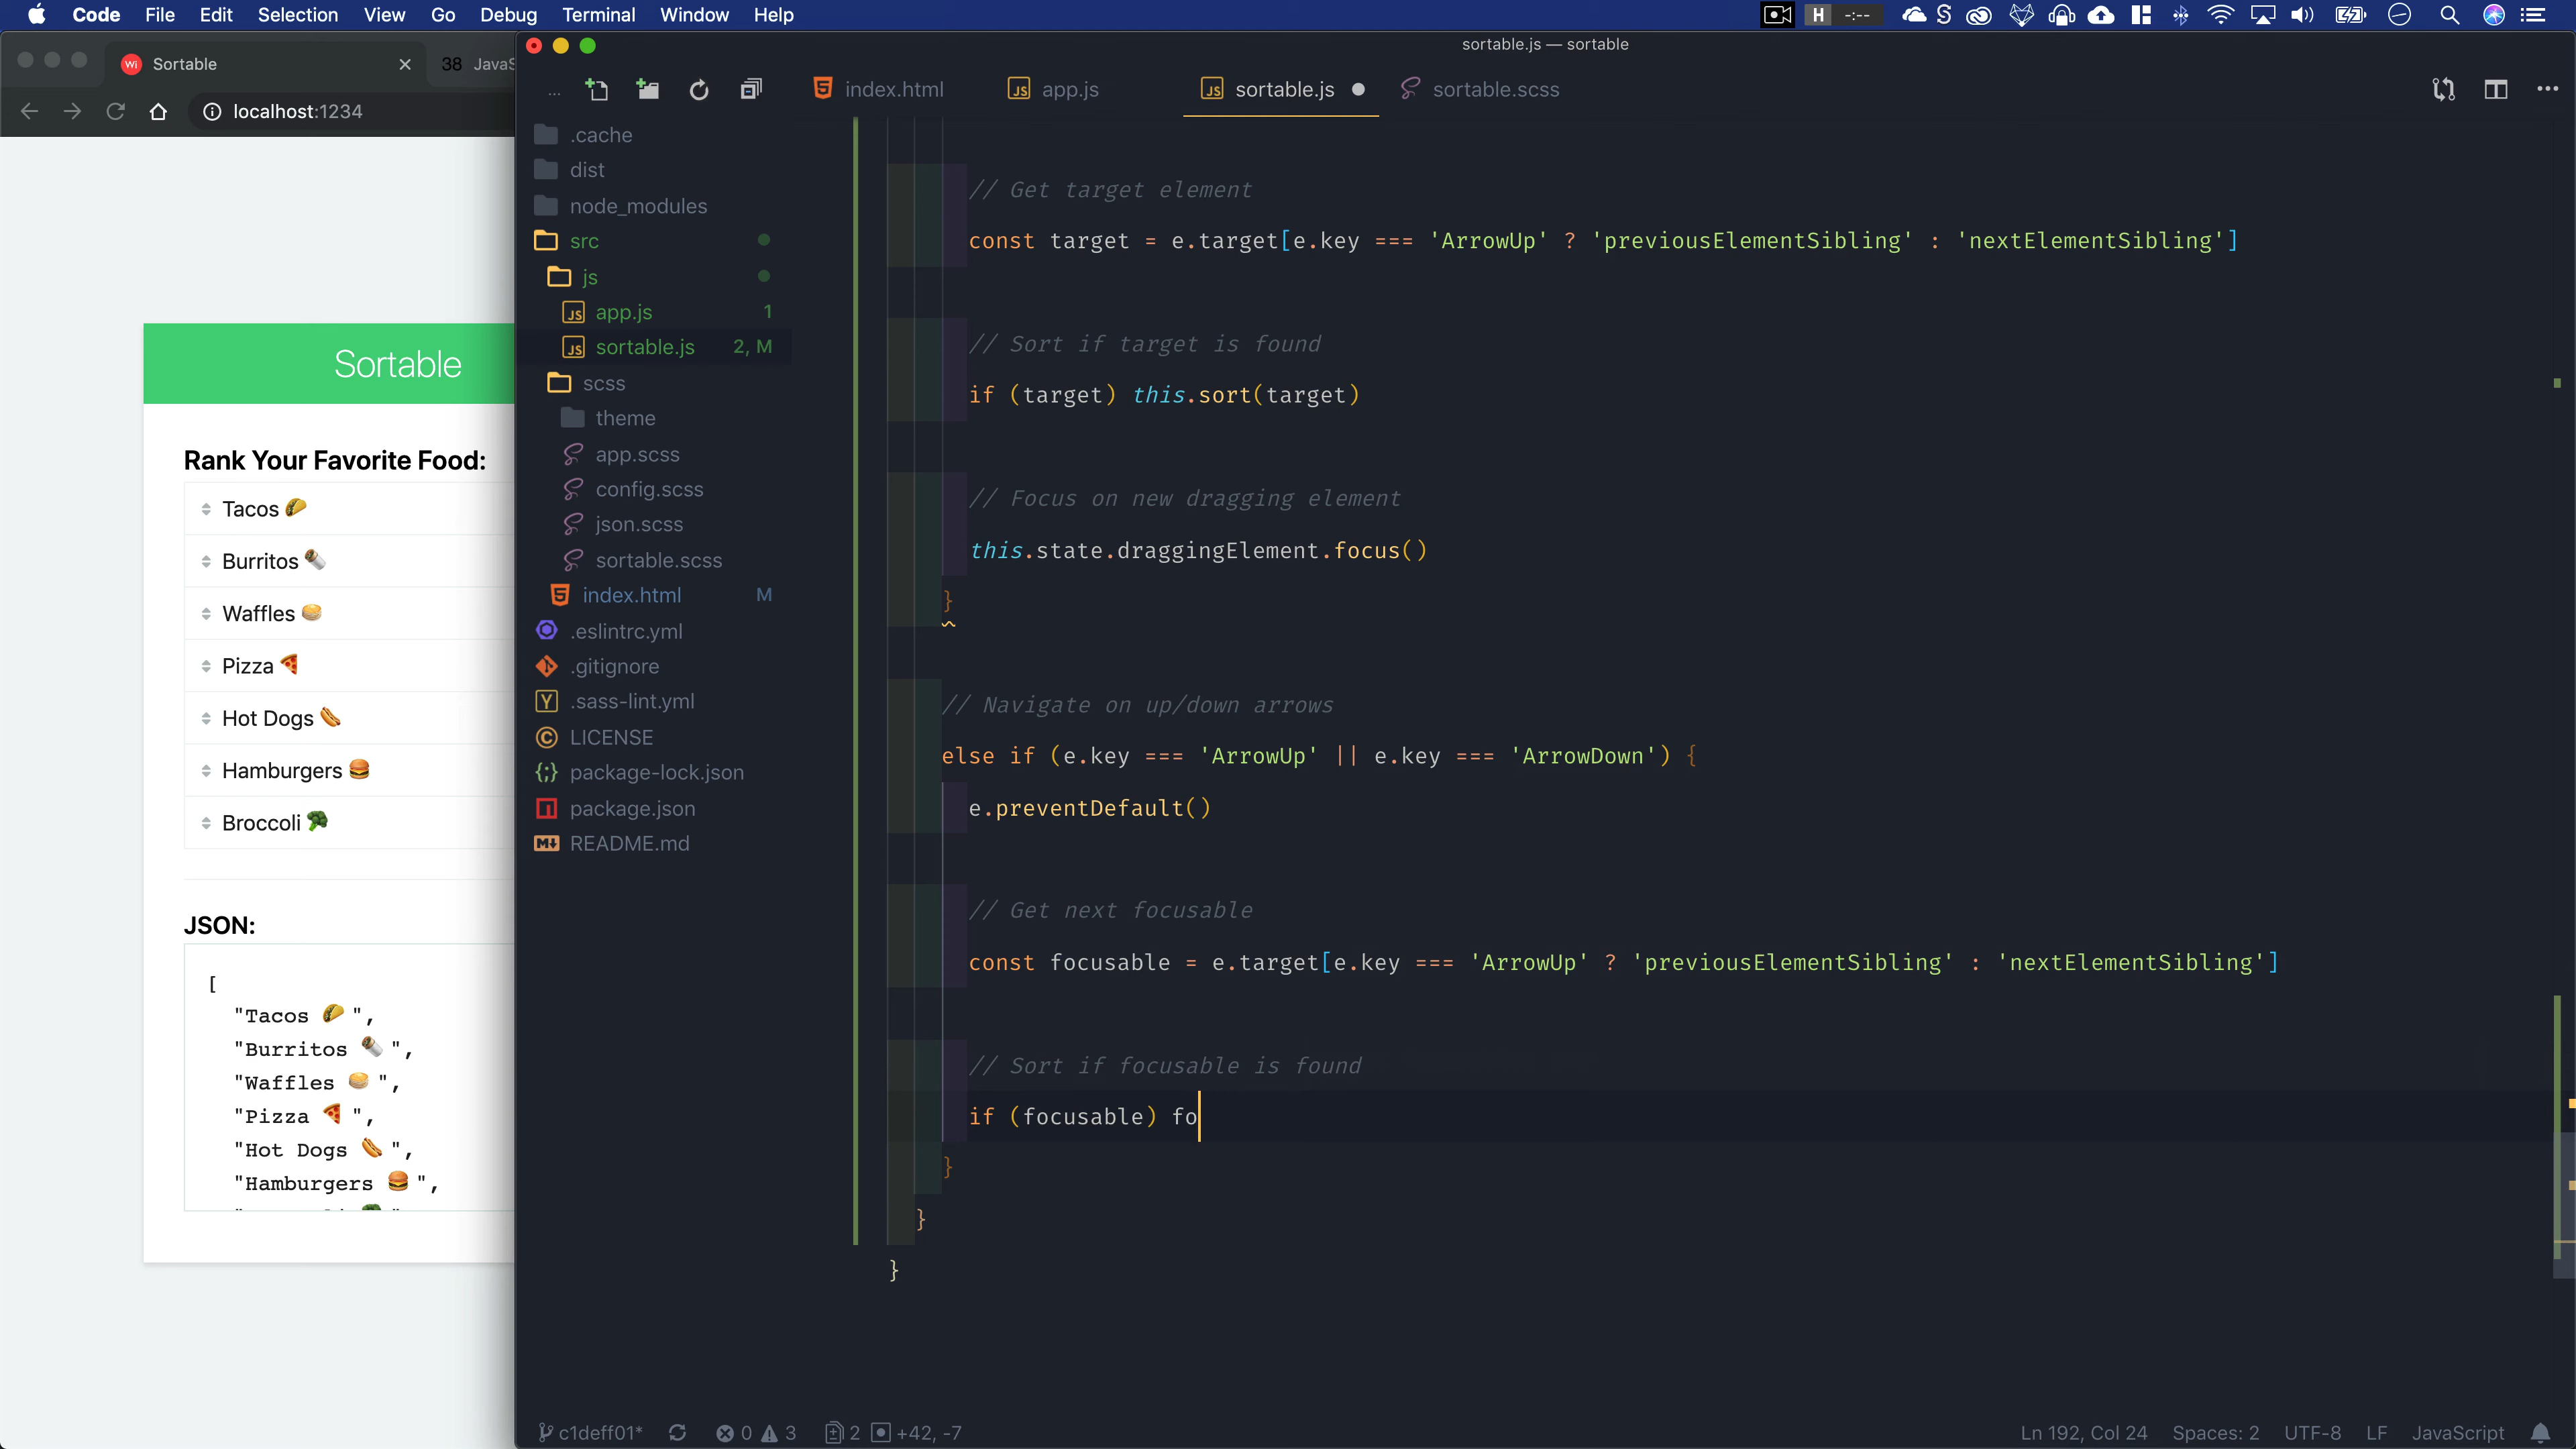 Code File Edit Selection View Go Debug Terminal Window Help
H -:--
Sortable
38 JavaS
localhost:1234
Sortable
Rank Your Favorite Food:
Tacos 🌮
Burritos 🌯
Waffles 🥞
Pizza 🍕
Hot Dogs 🌭
Hamburgers 🍔
Broccoli 🥦
JSON:
[
"Tacos 🌮 ",
"Burritos 🌯 ",
"Waffles 🥞 ",
"Pizza 🍕 ",
"Hot Dogs 🌭 ",
"Hamburgers 🍔 ",
sortable.js — sortable
index.html app.js sortable.js sortable.scss
.cache
dist
node_modules
src
js
app.js 1
sortable.js 2, M
scss
theme
app.scss
config.scss
json.scss
sortable.scss
index.html M
.eslintrc.yml
.gitignore
.sass-lint.yml
LICENSE
package-lock.json
package.json
README.md
// Get target element
const target = e.target[e.key === 'ArrowUp' ? 'previousElementSibling' : 'nextElementSibling']
// Sort if target is found
if (target) this.sort(target)
// Focus on new dragging element
this.state.draggingElement.focus()
}
// Navigate on up/down arrows
else if (e.key === 'ArrowUp' || e.key === 'ArrowDown') {
e.preventDefault()
// Get next focusable
const focusable = e.target[e.key === 'ArrowUp' ? 'previousElementSibling' : 'nextElementSibling']
// Sort if focusable is found
if (focusable) fo
}
}
}
c1deff01* 0 3 2 +42, -7
Ln 192, Col 24 Spaces: 2 UTF-8 LF JavaScript